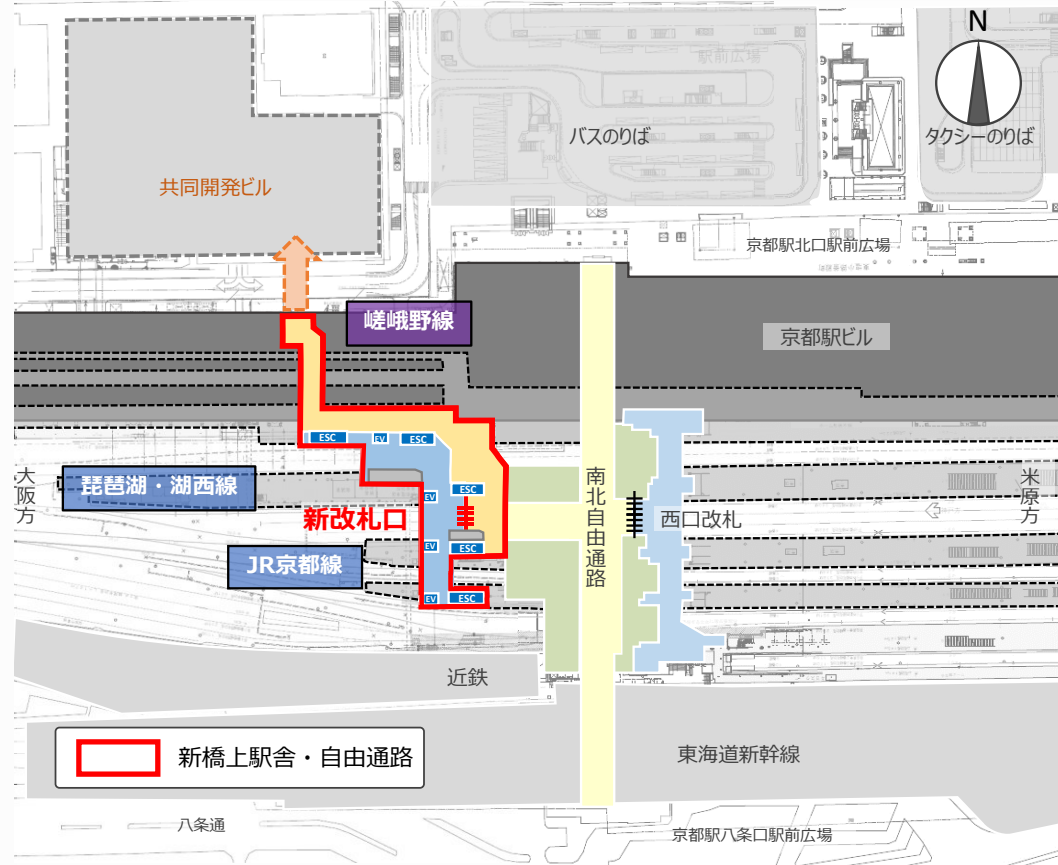 N
駅前広場
バスのりば
タクシーのりば
共同開発ビル
京都駅北口駅前広場
嵯峨野線
京都駅ビル
ESC
EV
ESC
大阪方
琵琶湖・湖西線
EV
ESC
南北自由通路
西口改札
米原方
新改札口
EV
ESC
JR京都線
EV
ESC
近鉄
新橋上駅舎・自由通路
東海道新幹線
八条通
京都駅八条口駅前広場